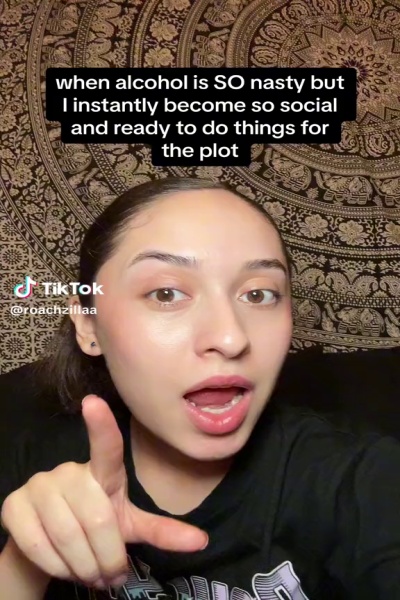 when alcohol is SO nasty but
I instantly become so social
and ready to do things for
the plot
TikTok
@roachzillaa